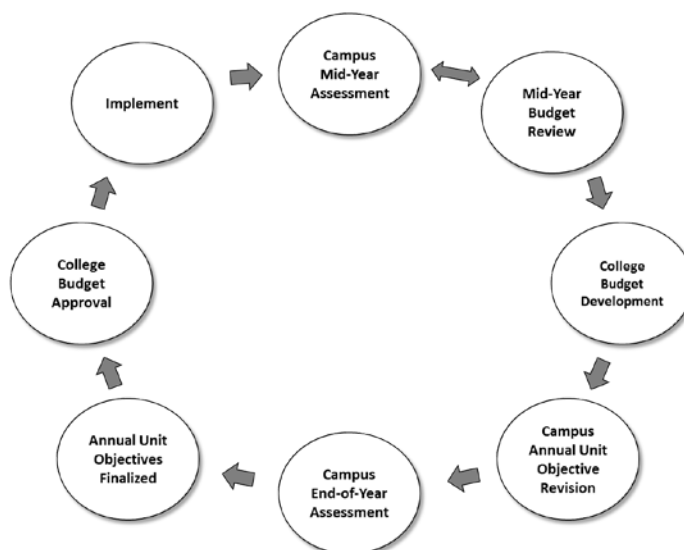 Campus
Mid-Year
Assessment
Mid-Year
Budget
Review
College
Budget
Development
Campus
Annual Unit
Objective
Revision
Campus
End-of-Year
Assessment
Annual Unit
Objectives
Finalized
College
Budget
Approval
Implement